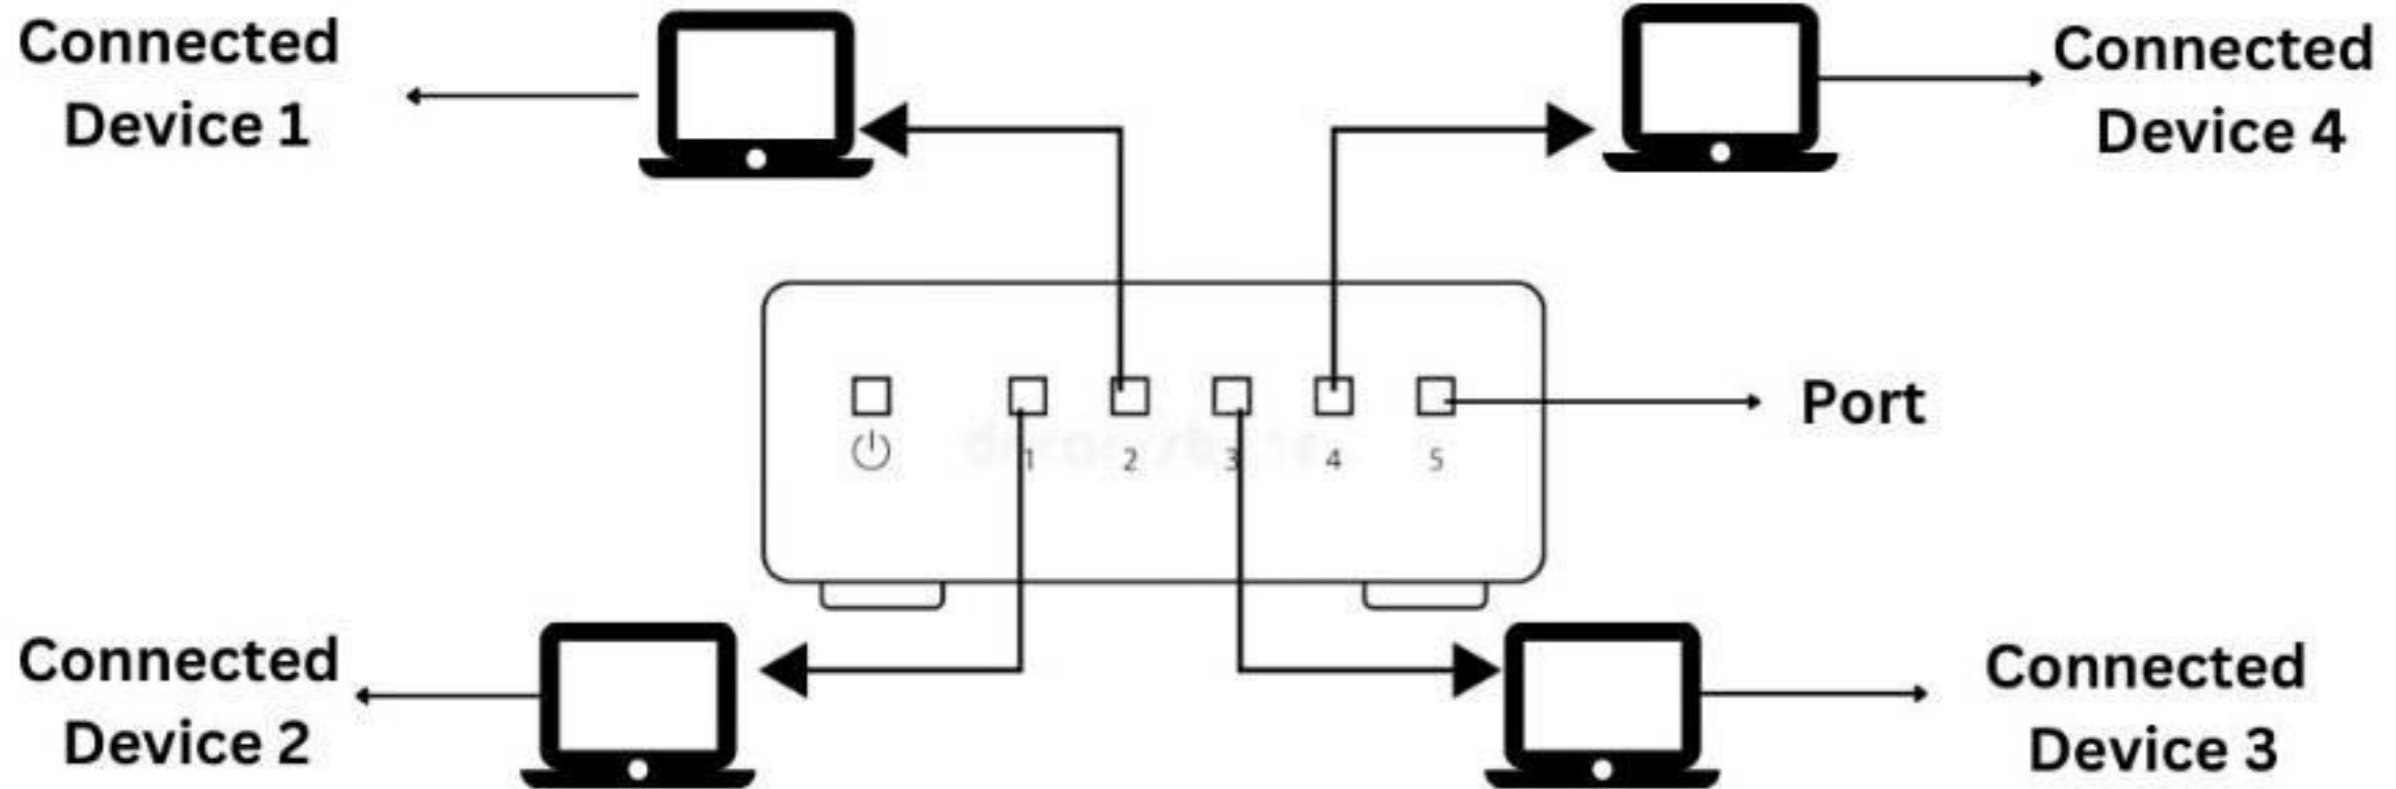 Connected
Device 1
Connected
Device 4
Port
1 2 3 4 5
Connected
Device 2
Connected
Device 3